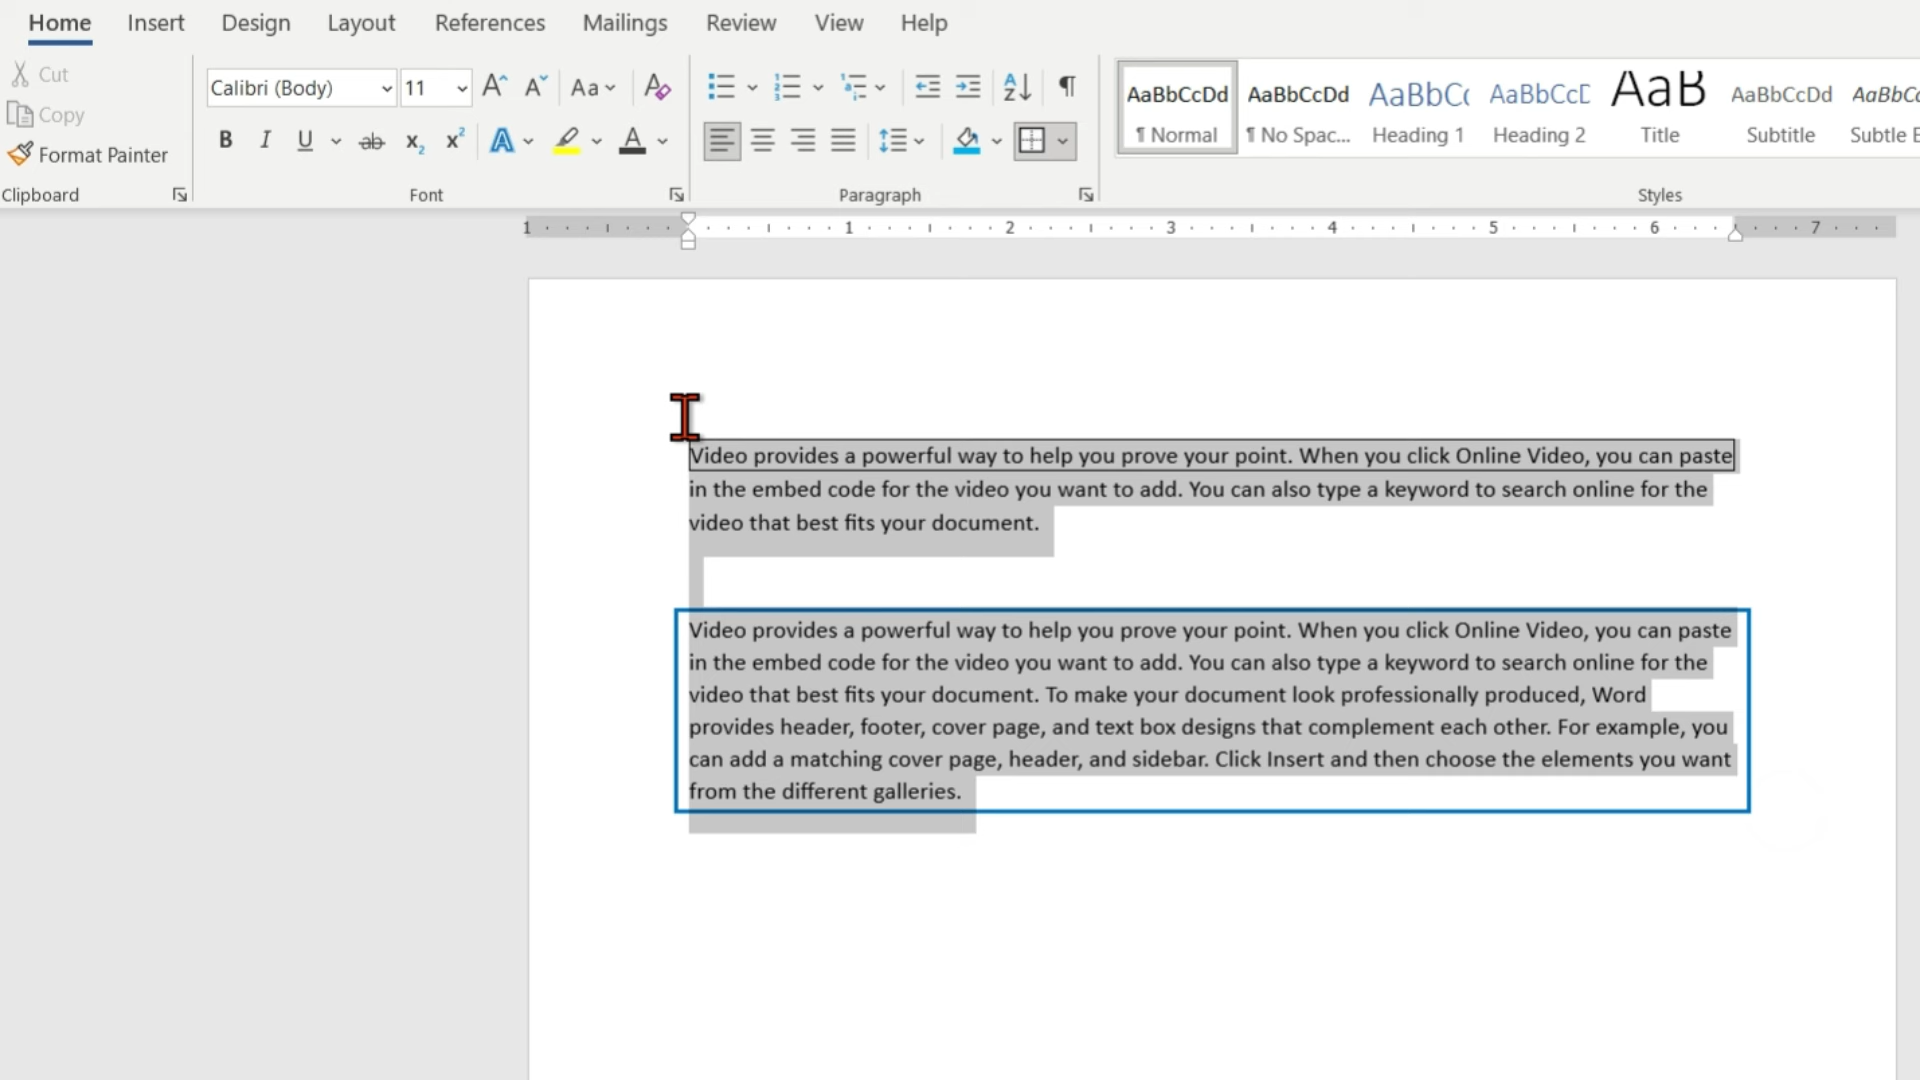 Home Insert Design Layout References Mailings Review View Help
Cut
Copy
Format Painter
Clipboard
Calibri (Body) 11
Font
Paragraph
AaBbCcDd AaBbCcDd AaBbC AaBbCcD AaB AaBbCcDd AaBbC
¶ Normal ¶ No Spac... Heading 1 Heading 2 Title Subtitle Subtle E
Styles
1 1 2 3 4 5 6 7
Video provides a powerful way to help you prove your point. When you click Online Video, you can paste
in the embed code for the video you want to add. You can also type a keyword to search online for the
video that best fits your document.
Video provides a powerful way to help you prove your point. When you click Online Video, you can paste
in the embed code for the video you want to add. You can also type a keyword to search online for the
video that best fits your document. To make your document look professionally produced, Word
provides header, footer, cover page, and text box designs that complement each other. For example, you
can add a matching cover page, header, and sidebar. Click Insert and then choose the elements you want
from the different galleries.